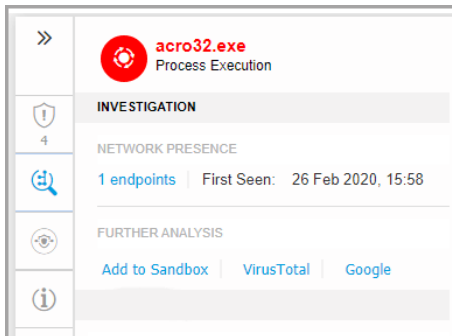 acro32.exe
Process Execution
INVESTIGATION
4
NETWORK PRESENCE
1 endpoints First Seen: 26 Feb 2020, 15:58
FURTHER ANALYSIS
Add to Sandbox VirusTotal Google